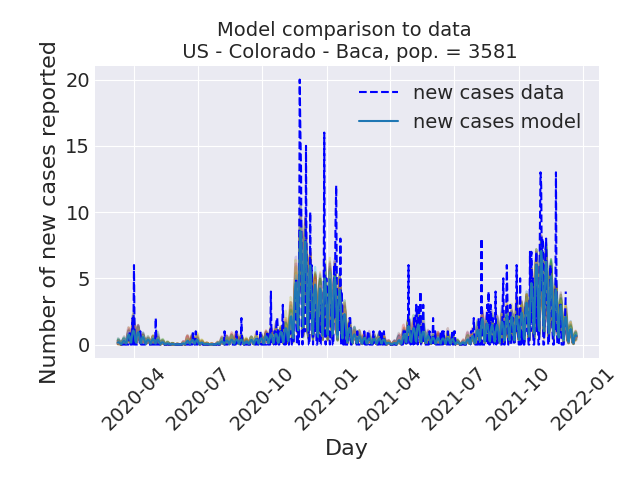 Model comparison to data
US - Colorado - Baca, pop. = 3581
Number of new cases reported
20
15
10
5
0
new cases data
new cases model
2020-04
2020-07
2020-10
2021-01
2021-04
2021-07
2021-10
2022-01
Day